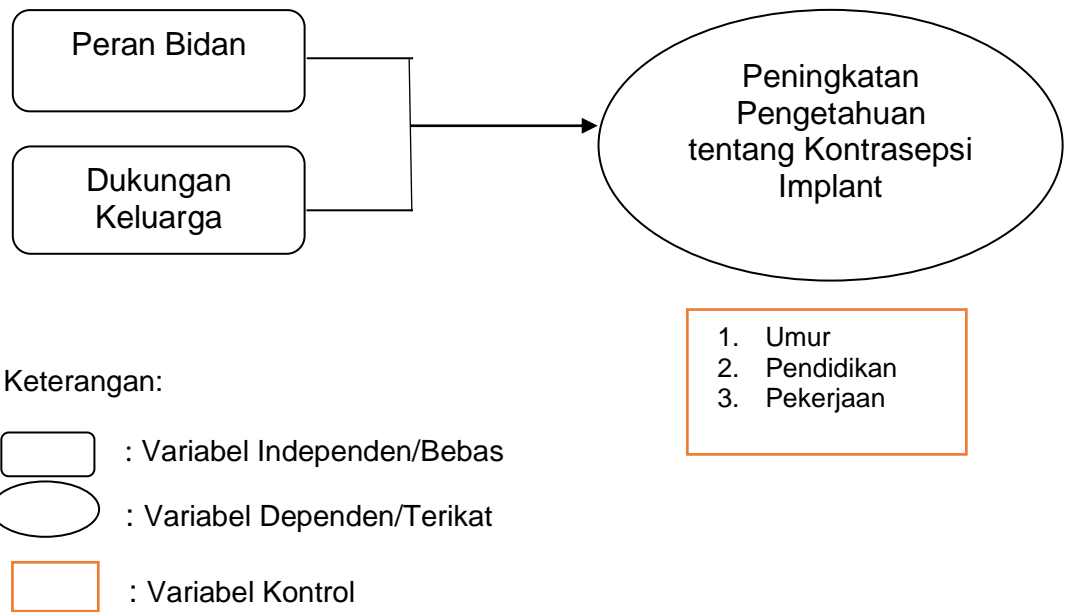 Peran Bidan
Dukungan
Keluarga
Peningkatan
Pengetahuan
tentang Kontrasepsi
Implant
1. Umur
2. Pendidikan
3. Pekerjaan
Keterangan:
: Variabel Independen/Bebas
: Variabel Dependen/Terikat
: Variabel Kontrol